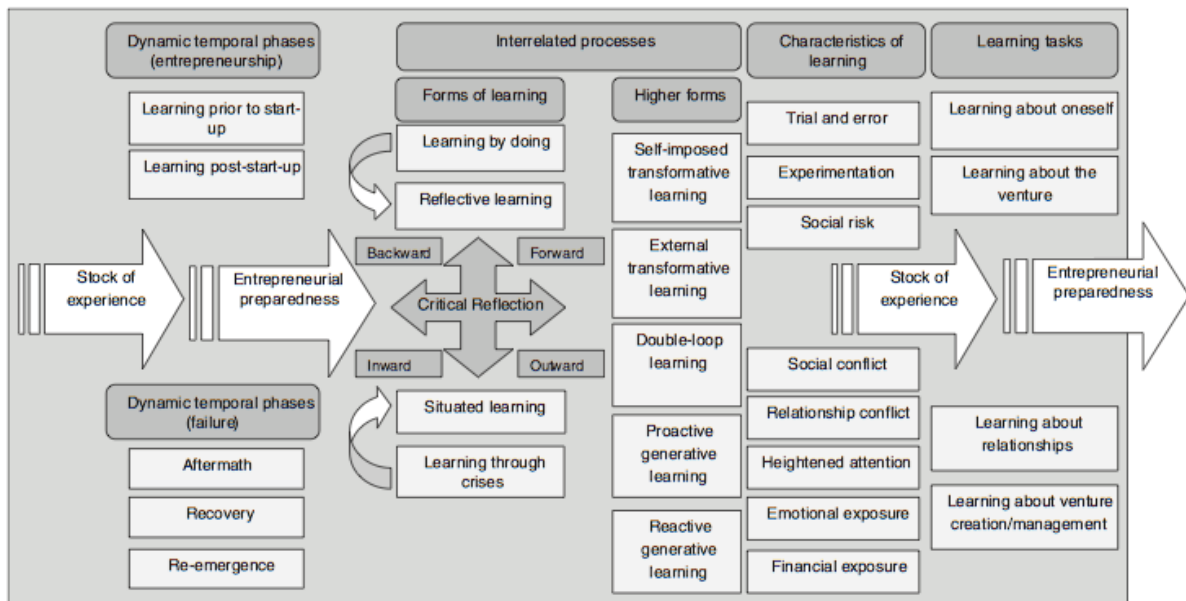 Dynamic temporal phases
(entrepreneurship)
Learning prior to start-
up
Learning post-start-up
Stock of
experience
Entrepreneurial
preparedness
Dynamic temporal phases
(failure)
Aftermath
Recovery
Re-emergence
Interrelated processes
Forms of learning
Learning by doing
Reflective learning
Backward
Forward
Critical Reflection
Inward
Outward
Situated learning
Learning through
crises
Higher forms
Self-imposed
transformative
learning
External
transformative
learning
Double-loop
learning
Proactive
generative
learning
Reactive
generative
learning
Characteristics of
learning
Trial and error
Experimentation
Social risk
Stock of
experience
Social conflict
Relationship conflict
Heightened attention
Emotional exposure
Financial exposure
Learning tasks
Learning about oneself
Learning about the
venture
Entrepreneurial
preparedness
Learning about
relationships
Learning about venture
creation/management